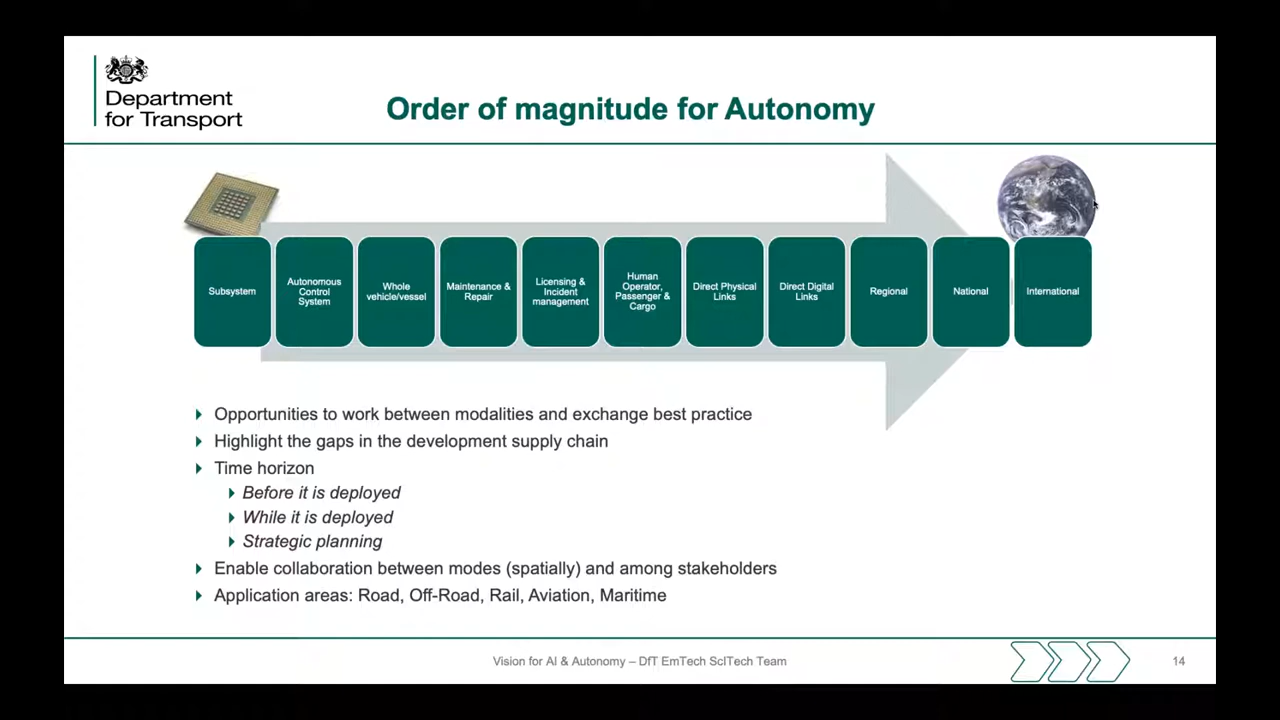 Department
for Transport
Order of magnitude for Autonomy
Subsystem
Autonomous
Control
System
Whole
vehicle/vessel
Maintenance &
Repair
Licensing &
Incident
management
Human
Operator,
Passenger &
Cargo
Direct Physical
Links
Direct Digital
Links
Regional
National
International
Opportunities to work between modalities and exchange best practice
Highlight the gaps in the development supply chain
Time horizon
Before it is deployed
While it is deployed
Strategic planning
Enable collaboration between modes (spatially) and among stakeholders
Application areas: Road, Off-Road, Rail, Aviation, Maritime
Vision for AI & Autonomy – DfT EmTech ScITech Team
14